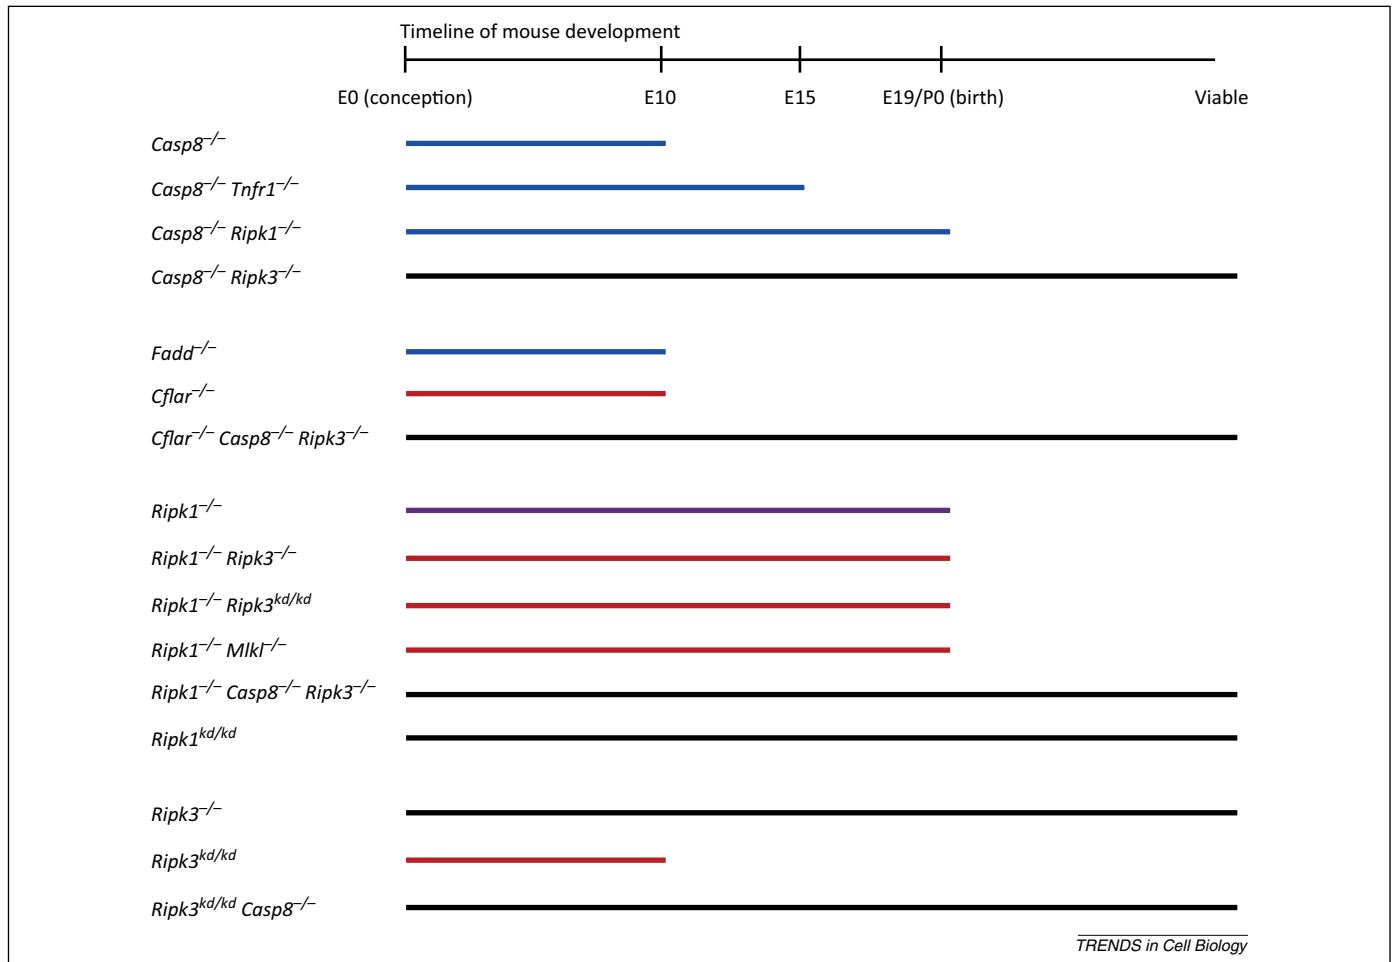 Timeline of mouse development
E0 (conception) E10 E15 E19/P0 (birth) Viable
Casp8–/–
Casp8–/– Tnfr1–/–
Casp8–/– Ripk1–/–
Casp8–/– Ripk3–/–
Fadd–/–
Cflar–/–
Cflar–/– Casp8–/– Ripk3–/–
Ripk1–/–
Ripk1–/– Ripk3–/–
Ripk1–/– Ripk3kd/kd
Ripk1–/– Mlkl–/–
Ripk1–/– Casp8–/– Ripk3–/–
Ripk1kd/kd
Ripk3–/–
Ripk3kd/kd
Ripk3kd/kd Casp8–/–
TRENDS in Cell Biology